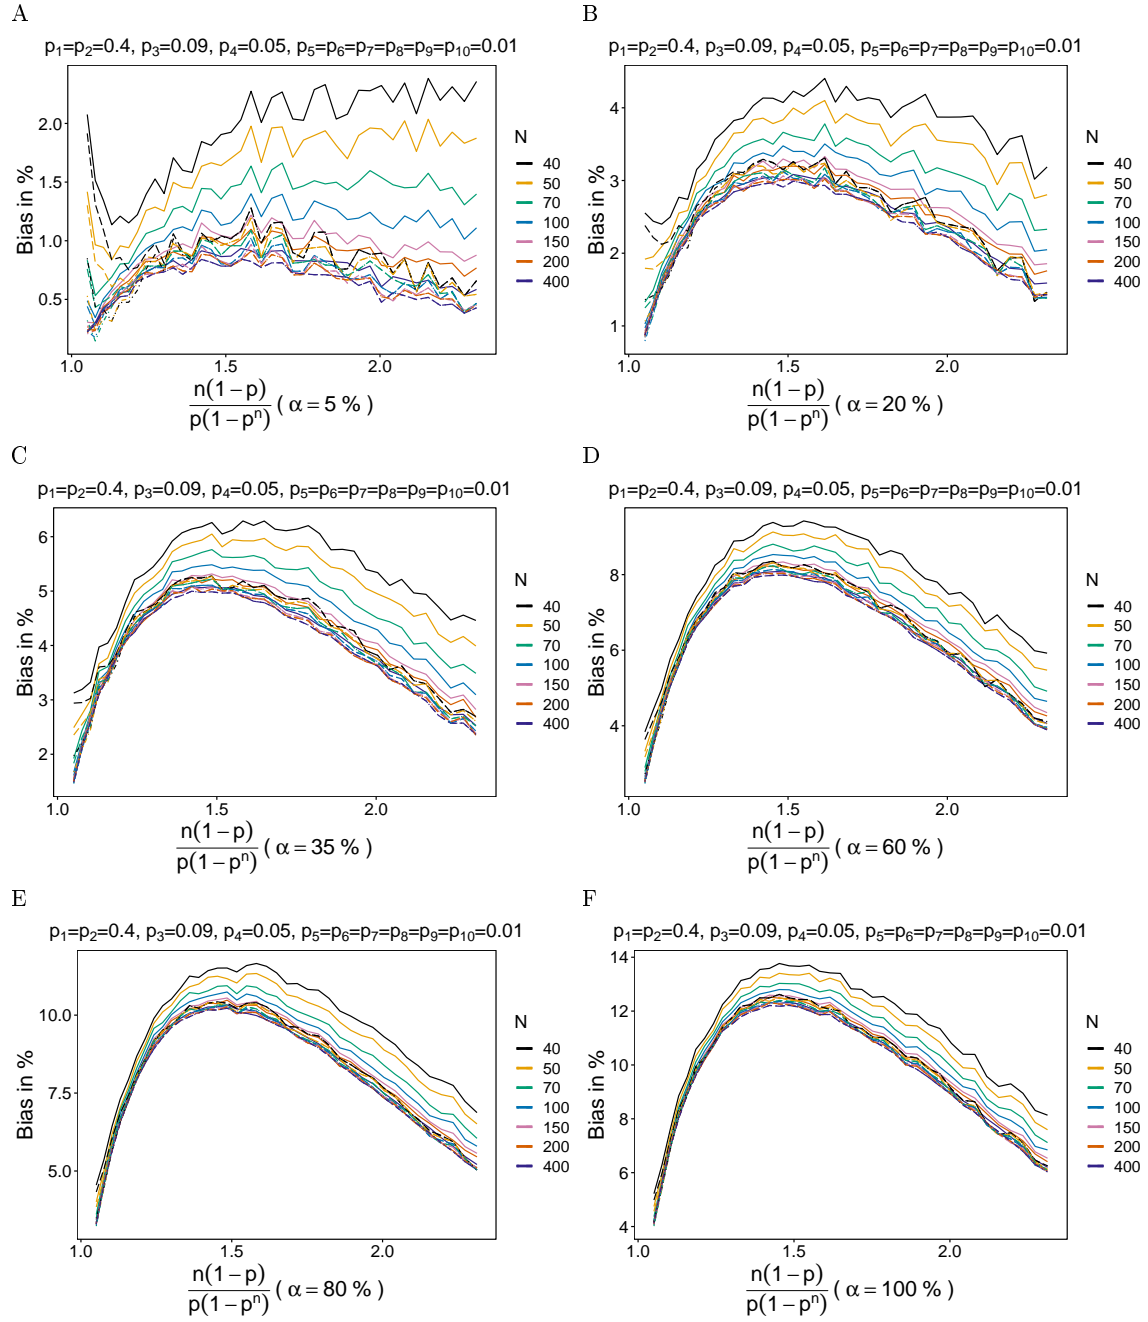 A
p1=p2=0.4, p3=0.09, p4=0.05, p5=p6=p7=p8=p9=p10=0.01
Bias in %
2.0
1.5
1.0
0.5
1.0 1.5 2.0
n(1−p)
p(1−pⁿ)
( α = 5 % )
N
40
50
70
100
150
200
400
B
p1=p2=0.4, p3=0.09, p4=0.05, p5=p6=p7=p8=p9=p10=0.01
Bias in %
4
3
2
1
1.0 1.5 2.0
n(1−p)
p(1−pⁿ)
( α = 20 % )
N
40
50
70
100
150
200
400
C
p1=p2=0.4, p3=0.09, p4=0.05, p5=p6=p7=p8=p9=p10=0.01
Bias in %
6
5
4
3
2
1.0 1.5 2.0
n(1−p)
p(1−pⁿ)
( α = 35 % )
N
40
50
70
100
150
200
400
D
p1=p2=0.4, p3=0.09, p4=0.05, p5=p6=p7=p8=p9=p10=0.01
Bias in %
8
6
4
1.0 1.5 2.0
n(1−p)
p(1−pⁿ)
( α = 60 % )
N
40
50
70
100
150
200
400
E
p1=p2=0.4, p3=0.09, p4=0.05, p5=p6=p7=p8=p9=p10=0.01
Bias in %
10.0
7.5
5.0
1.0 1.5 2.0
n(1−p)
p(1−pⁿ)
( α = 80 % )
N
40
50
70
100
150
200
400
F
p1=p2=0.4, p3=0.09, p4=0.05, p5=p6=p7=p8=p9=p10=0.01
Bias in %
14
12
10
8
6
4
1.0 1.5 2.0
n(1−p)
p(1−pⁿ)
( α = 100 % )
N
40
50
70
100
150
200
400